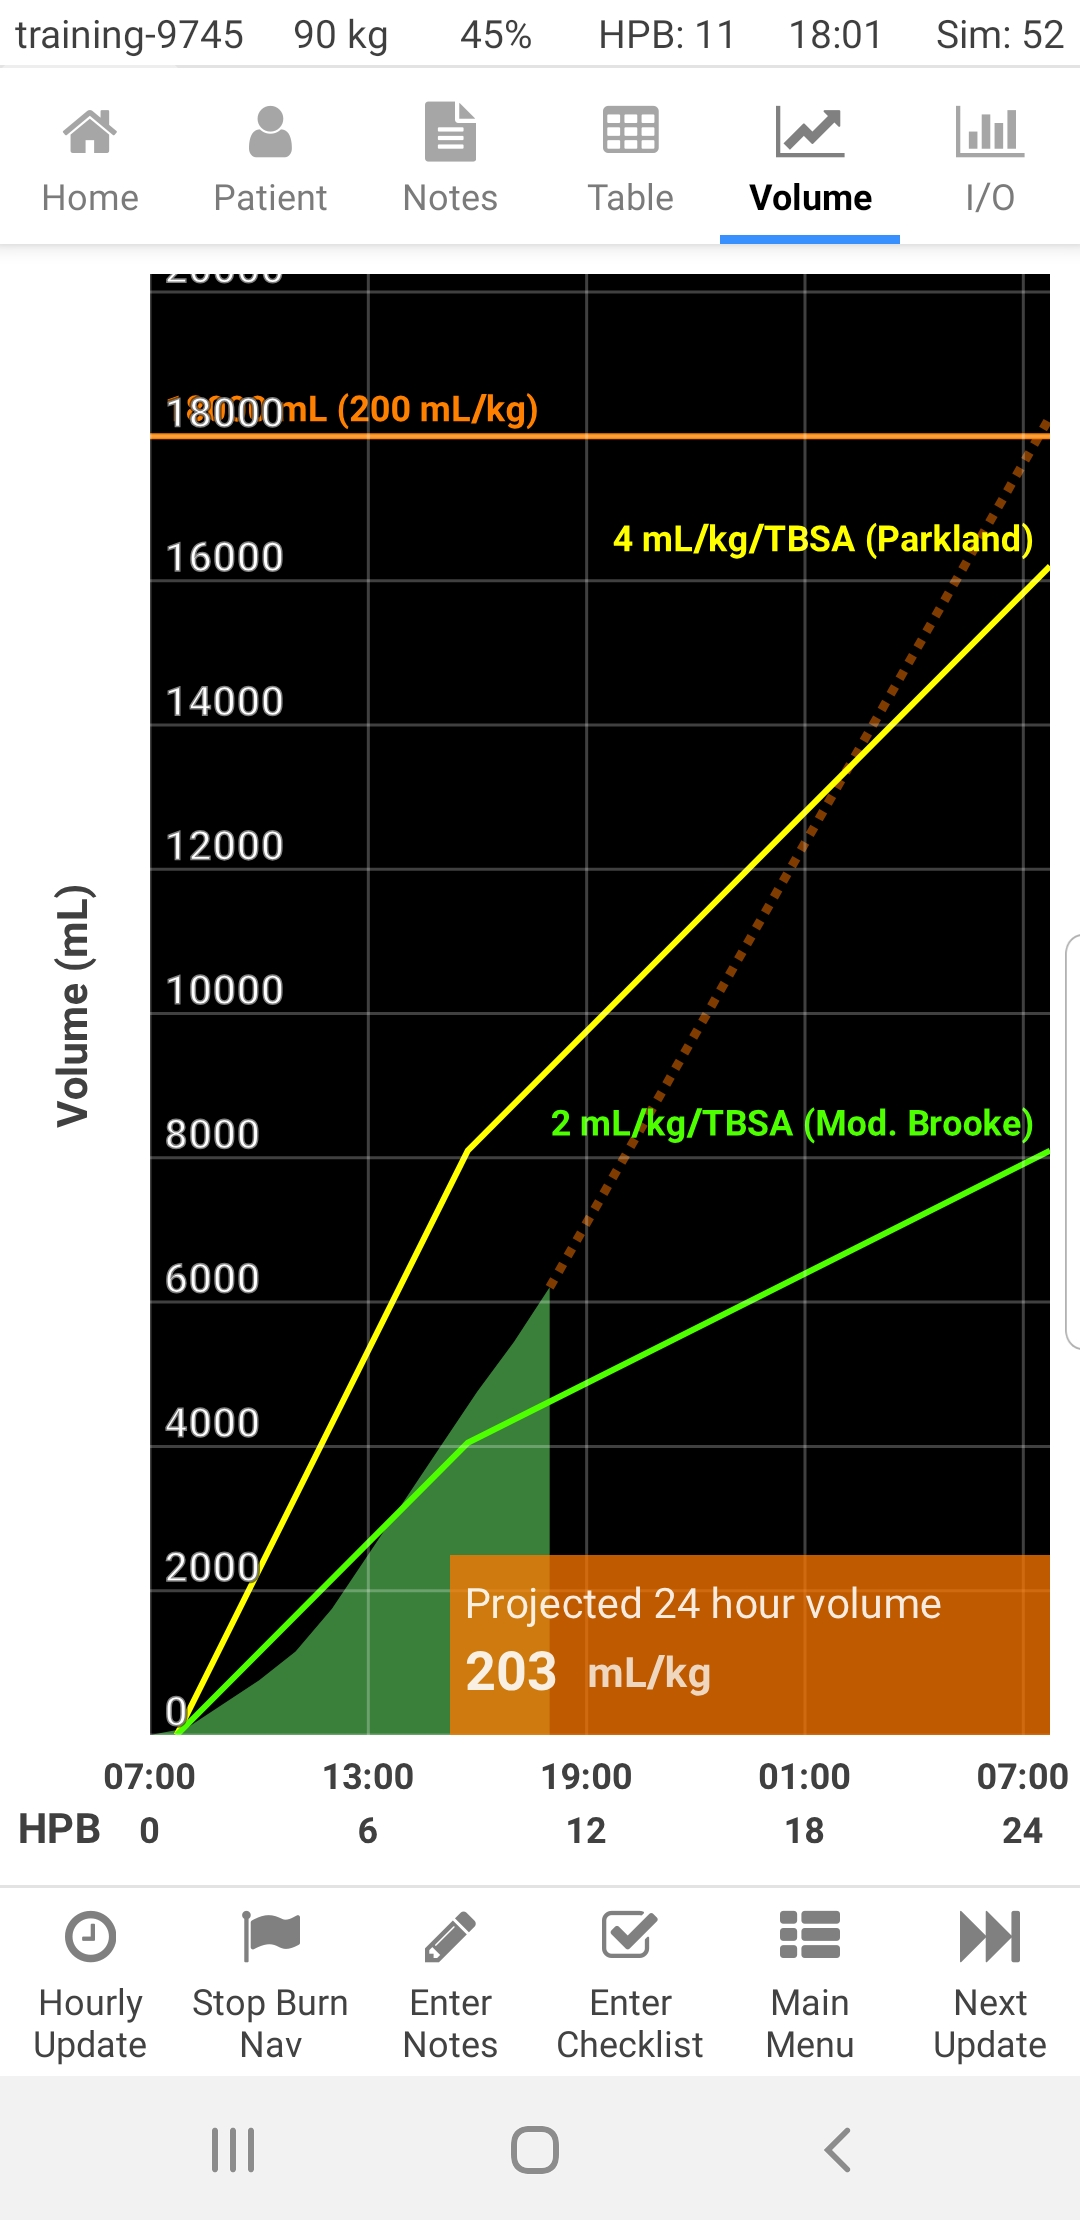 training-9745 90 kg 45% HPB: 11 18:01 Sim: 52
Home Patient Notes Table Volume I/O
20000
18000 mL (200 mL/kg)
18000
4 mL/kg/TBSA (Parkland)
16000
14000
12000
Volume (mL)
10000
2 mL/kg/TBSA (Mod. Brooke)
8000
6000
4000
2000
Projected 24 hour volume
203 mL/kg
0
07:00 13:00 19:00 01:00 07:00
HPB 0 6 12 18 24
Hourly Update
Stop Burn Nav
Enter Notes
Enter Checklist
Main Menu
Next Update